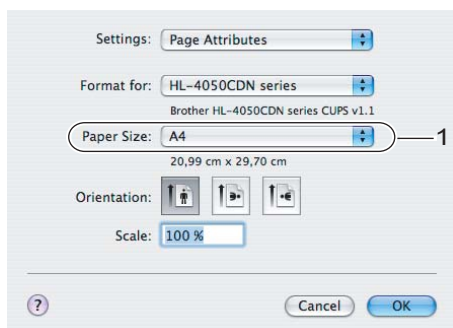 Settings: Page Attributes
Format for: HL-4050CDN series
Brother HL-4050CDN series CUPS v1.1
Paper Size: A4 1
20,99 cm x 29,70 cm
Orientation:
Scale: 100 %
? Cancel OK